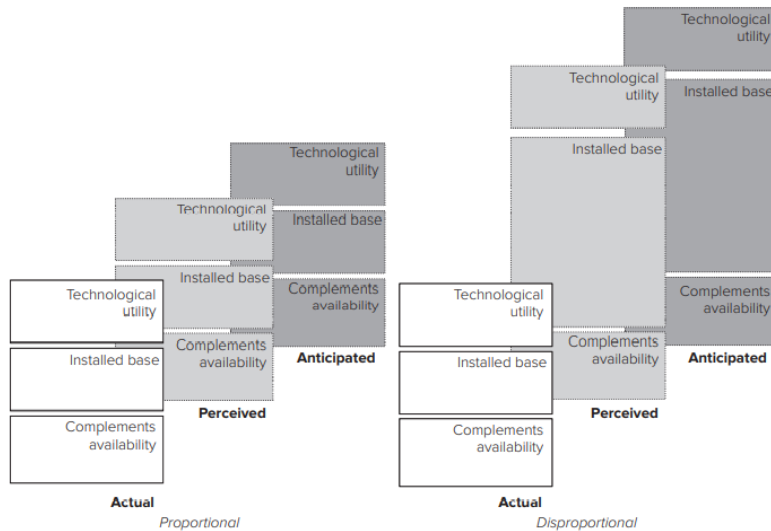 Technological
utility
Installed base
Complements
availability
Anticipated
Technological
utility
Installed base
Complements
availability
Perceived
Technological
utility
Installed base
Complements
availability
Actual
Proportional
Technological
utility
Installed base
Complements
availability
Anticipated
Technological
utility
Installed base
Complements
availability
Perceived
Technological
utility
Installed base
Complements
availability
Actual
Disproportional